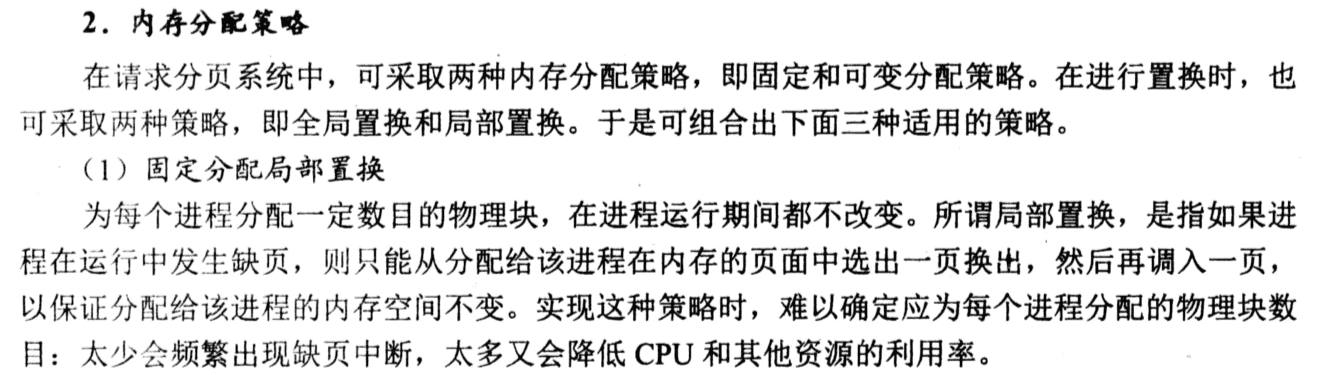 2．内存分配策略
在请求分页系统中，可采取两种内存分配策略，即固定和可变分配策略。在进行置换时，也
可采取两种策略，即全局置换和局部置换。于是可组合出下面三种适用的策略。
（1）固定分配局部置换
为每个进程分配一定数目的物理块，在进程运行期间都不改变。所谓局部置换，是指如果进
程在运行中发生缺页，则只能从分配给该进程在内存的页面中选出一页换出，然后再调入一页，
以保证分配给该进程的内存空间不变。实现这种策略时，难以确定应为每个进程分配的物理块数
目：太少会频繁出现缺页中断，太多又会降低 CPU 和其他资源的利用率。